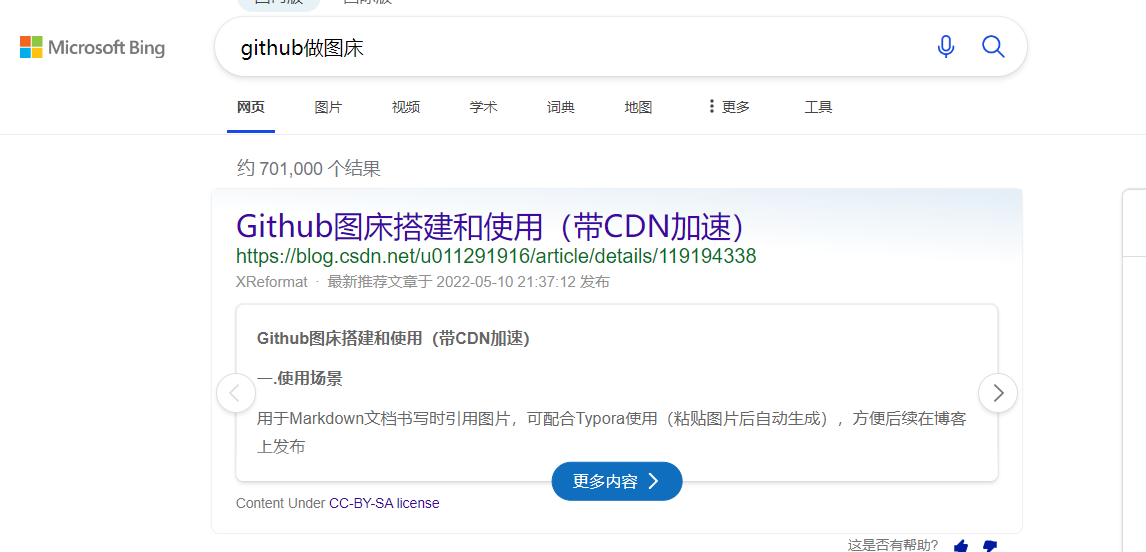 国内版 国际版
Microsoft Bing
github做图床
网页 图片 视频 学术 词典 地图 更多 工具
约 701,000 个结果
Github图床搭建和使用（带CDN加速）
https://blog.csdn.net/u011291916/article/details/119194338
XReformat · 最新推荐文章于 2022-05-10 21:37:12 发布
Github图床搭建和使用（带CDN加速）
一.使用场景
用于Markdown文档书写时引用图片，可配合Typora使用（粘贴图片后自动生成），方便后续在博客
上发布
更多内容
Content Under CC-BY-SA license
这是否有帮助?